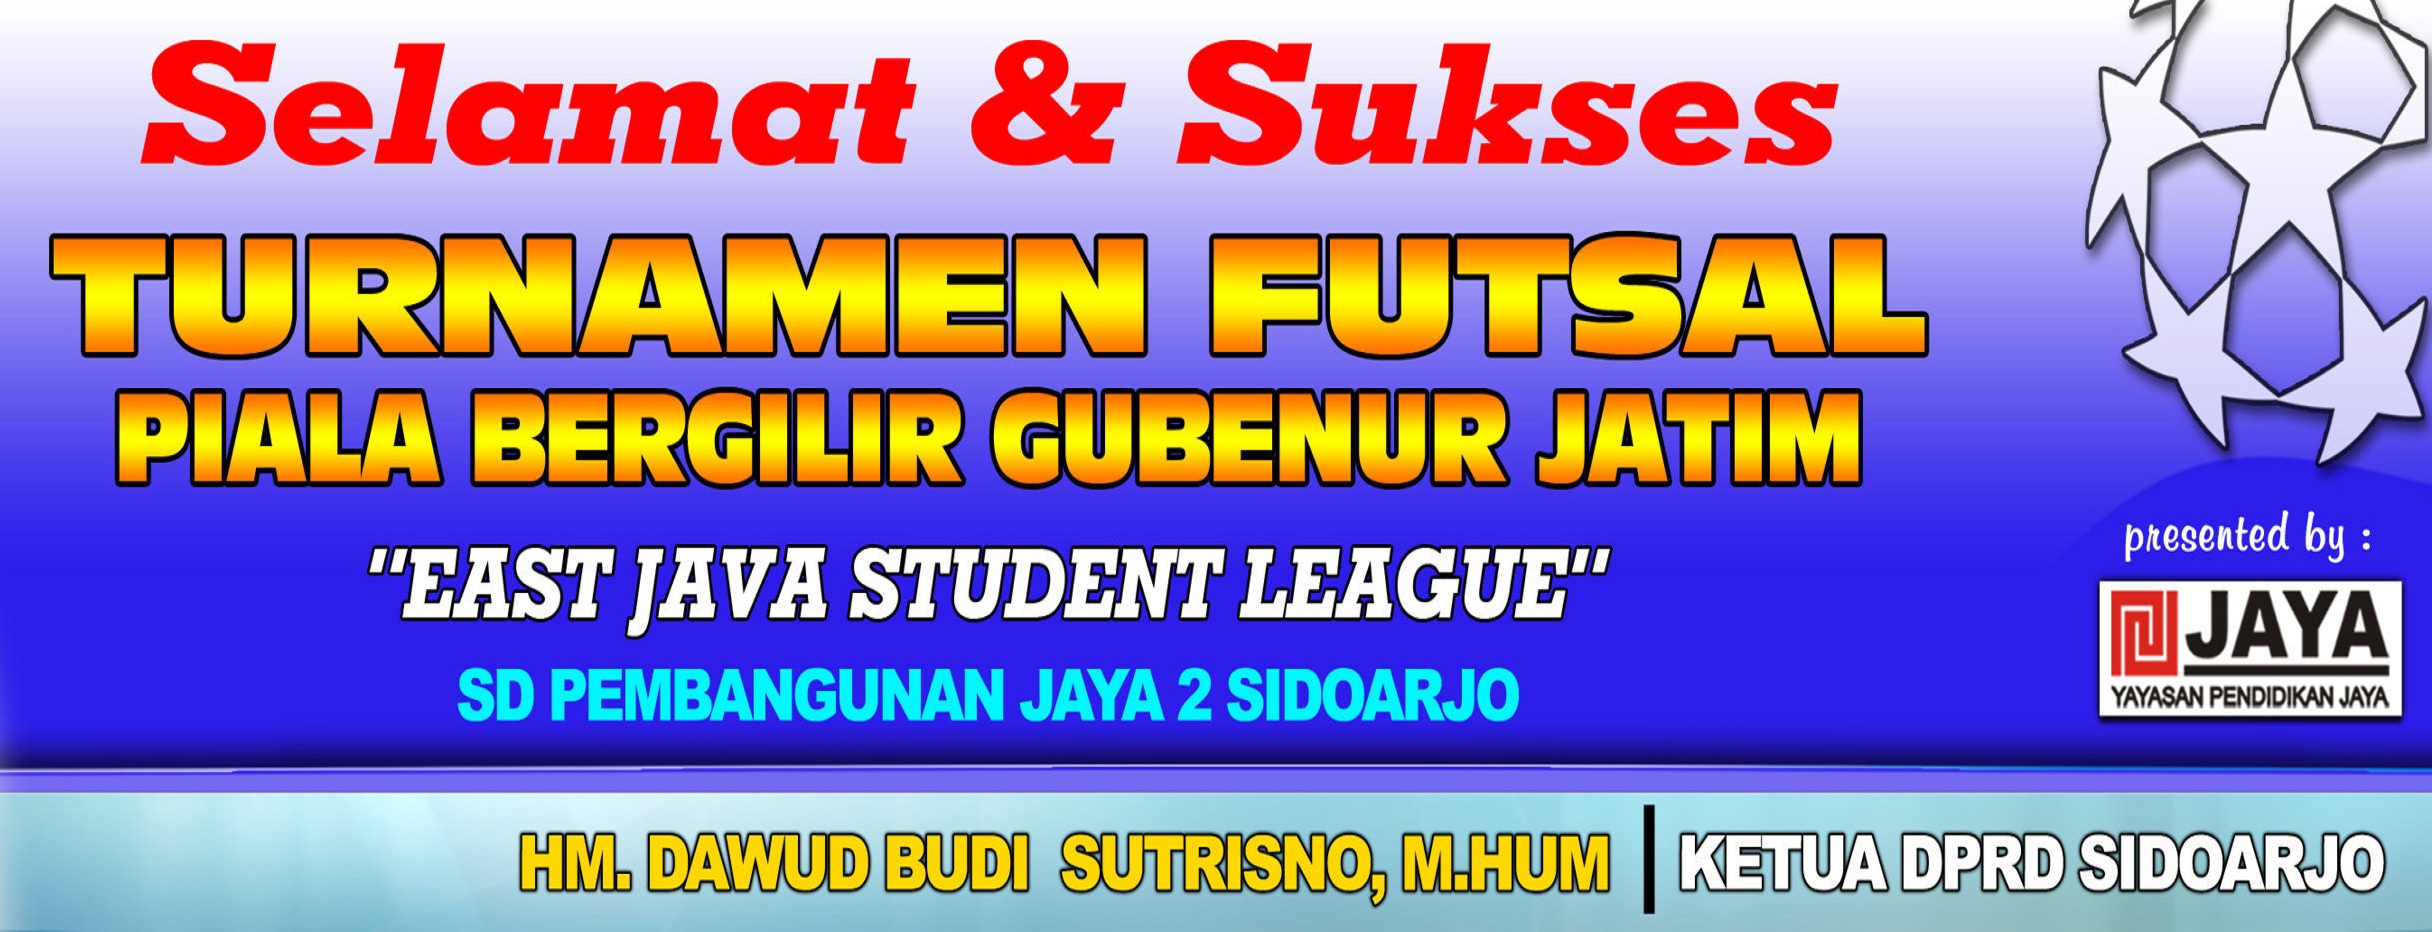 Selamat & Sukses
TURNAMEN FUTSAL
PIALA BERGILIR GUBENUR JATIM
"EAST JAVA STUDENT LEAGUE"
SD PEMBANGUNAN JAYA 2 SIDOARJO
presented by :
JAYA
YAYASAN PENDIDIKAN JAYA
HM. DAWUD BUDI SUTRISNO, M.HUM | KETUA DPRD SIDOARJO